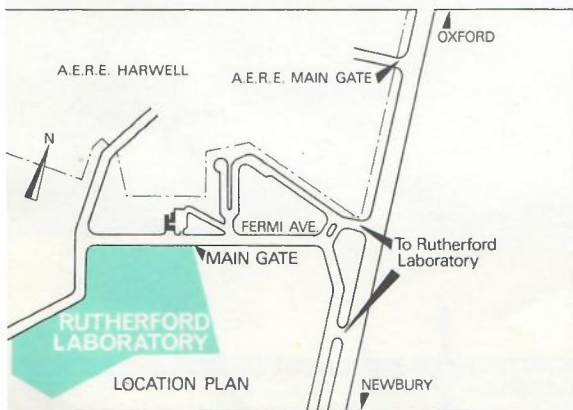 OXFORD
A.E.R.E. HARWELL
A.E.R.E. MAIN GATE
N
FERMI AVE.
To Rutherford
Laboratory
MAIN GATE
RUTHERFORD
LABORATORY
LOCATION PLAN
NEWBURY